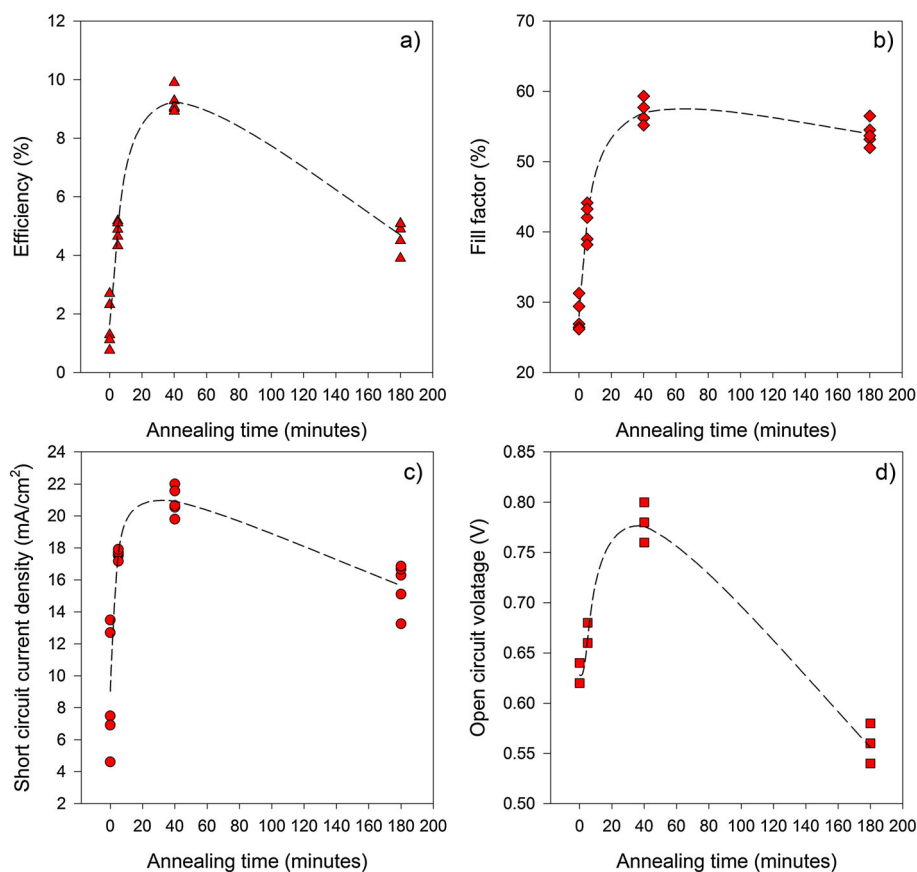 a)
12
10
8
6
4
2
0
Efficiency (%)
0 20 40 60 80 100 120 140 160 180 200
Annealing time (minutes)
b)
70
60
50
40
30
20
Fill factor (%)
0 20 40 60 80 100 120 140 160 180 200
Annealing time (minutes)
c)
24
22
20
18
16
14
12
10
8
6
4
2
Short circuit current density (mA/cm²)
0 20 40 60 80 100 120 140 160 180 200
Annealing time (minutes)
d)
0.85
0.80
0.75
0.70
0.65
0.60
0.55
0.50
Open circuit volatage (V)
0 20 40 60 80 100 120 140 160 180 200
Annealing time (minutes)